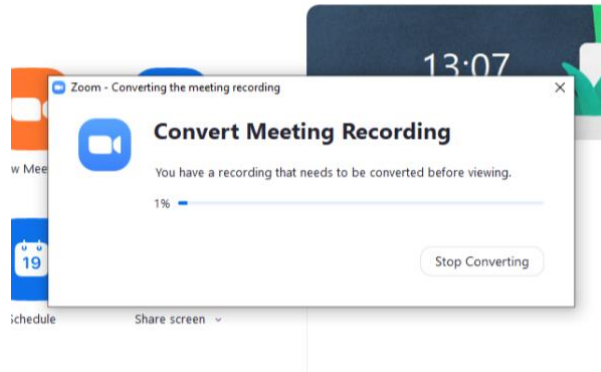 13:07
Zoom - Converting the meeting recording
Convert Meeting Recording
w Mee
You have a recording that needs to be converted before viewing.
1%
19
Stop Converting
Schedule
Share screen